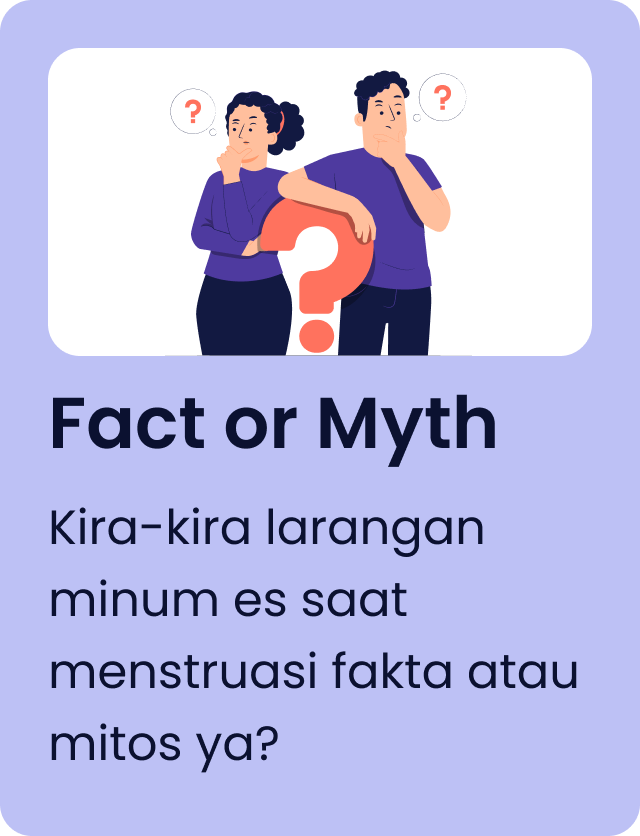 ?
?
?
Fact or Myth
Kira-kira larangan
minum es saat
menstruasi fakta atau
mitos ya?